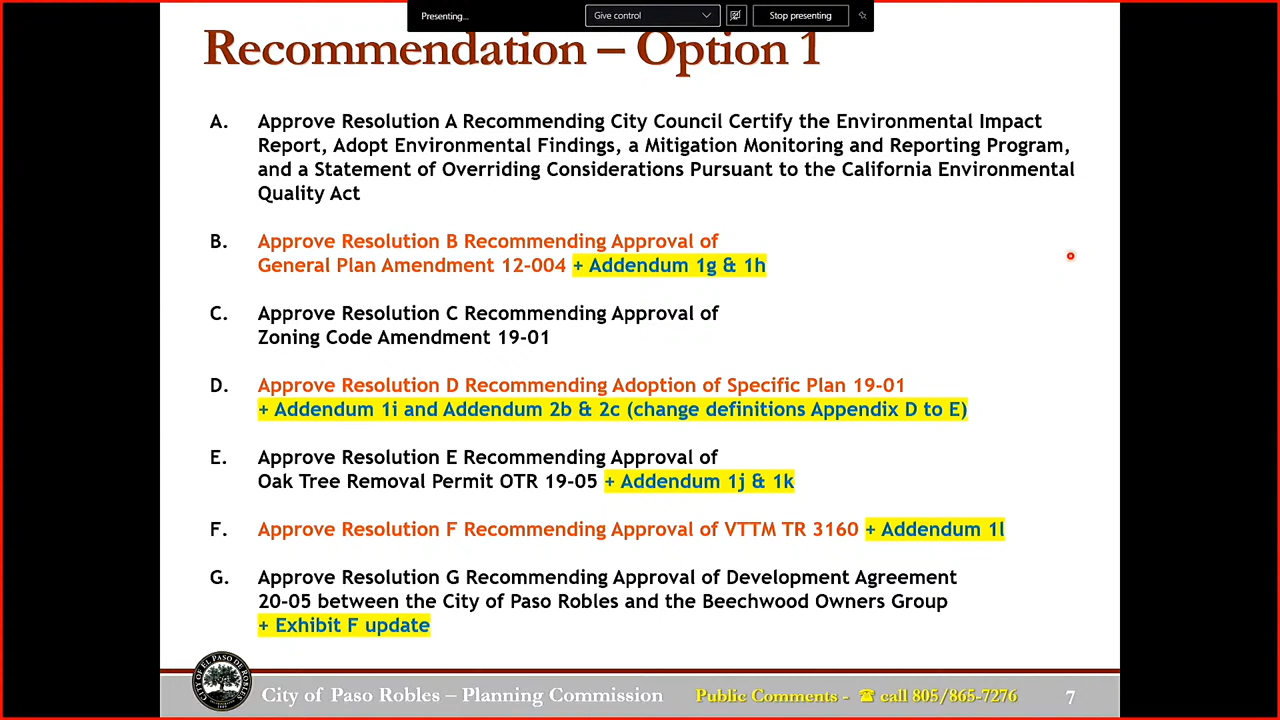 Presenting...
Give control
Stop presenting
Recommendation – Option 1
A. Approve Resolution A Recommending City Council Certify the Environmental Impact
Report, Adopt Environmental Findings, a Mitigation Monitoring and Reporting Program,
and a Statement of Overriding Considerations Pursuant to the California Environmental
Quality Act
B. Approve Resolution B Recommending Approval of
General Plan Amendment 12-004 + Addendum 1g & 1h
C. Approve Resolution C Recommending Approval of
Zoning Code Amendment 19-01
D. Approve Resolution D Recommending Adoption of Specific Plan 19-01
+ Addendum 1i and Addendum 2b & 2c (change definitions Appendix D to E)
E. Approve Resolution E Recommending Approval of
Oak Tree Removal Permit OTR 19-05 + Addendum 1j & 1k
F. Approve Resolution F Recommending Approval of VTTM TR 3160 + Addendum 1l
G. Approve Resolution G Recommending Approval of Development Agreement
20-05 between the City of Paso Robles and the Beechwood Owners Group
+ Exhibit F update
City of Paso Robles – Planning Commission Public Comments - ☎ call 805/865-7276 7